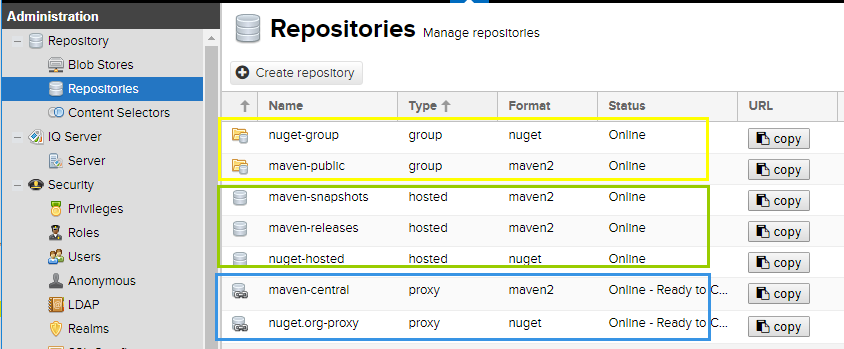 Administration
Repository
Blob Stores
Repositories
Content Selectors
IQ Server
Server
Security
Privileges
Roles
Users
Anonymous
LDAP
Realms
Repositories Manage repositories
Create repository
Name Type Format Status URL
nuget-group group nuget Online copy
maven-public group maven2 Online copy
maven-snapshots hosted maven2 Online copy
maven-releases hosted maven2 Online copy
nuget-hosted hosted nuget Online copy
maven-central proxy maven2 Online - Ready to C... copy
nuget.org-proxy proxy nuget Online - Ready to C... copy